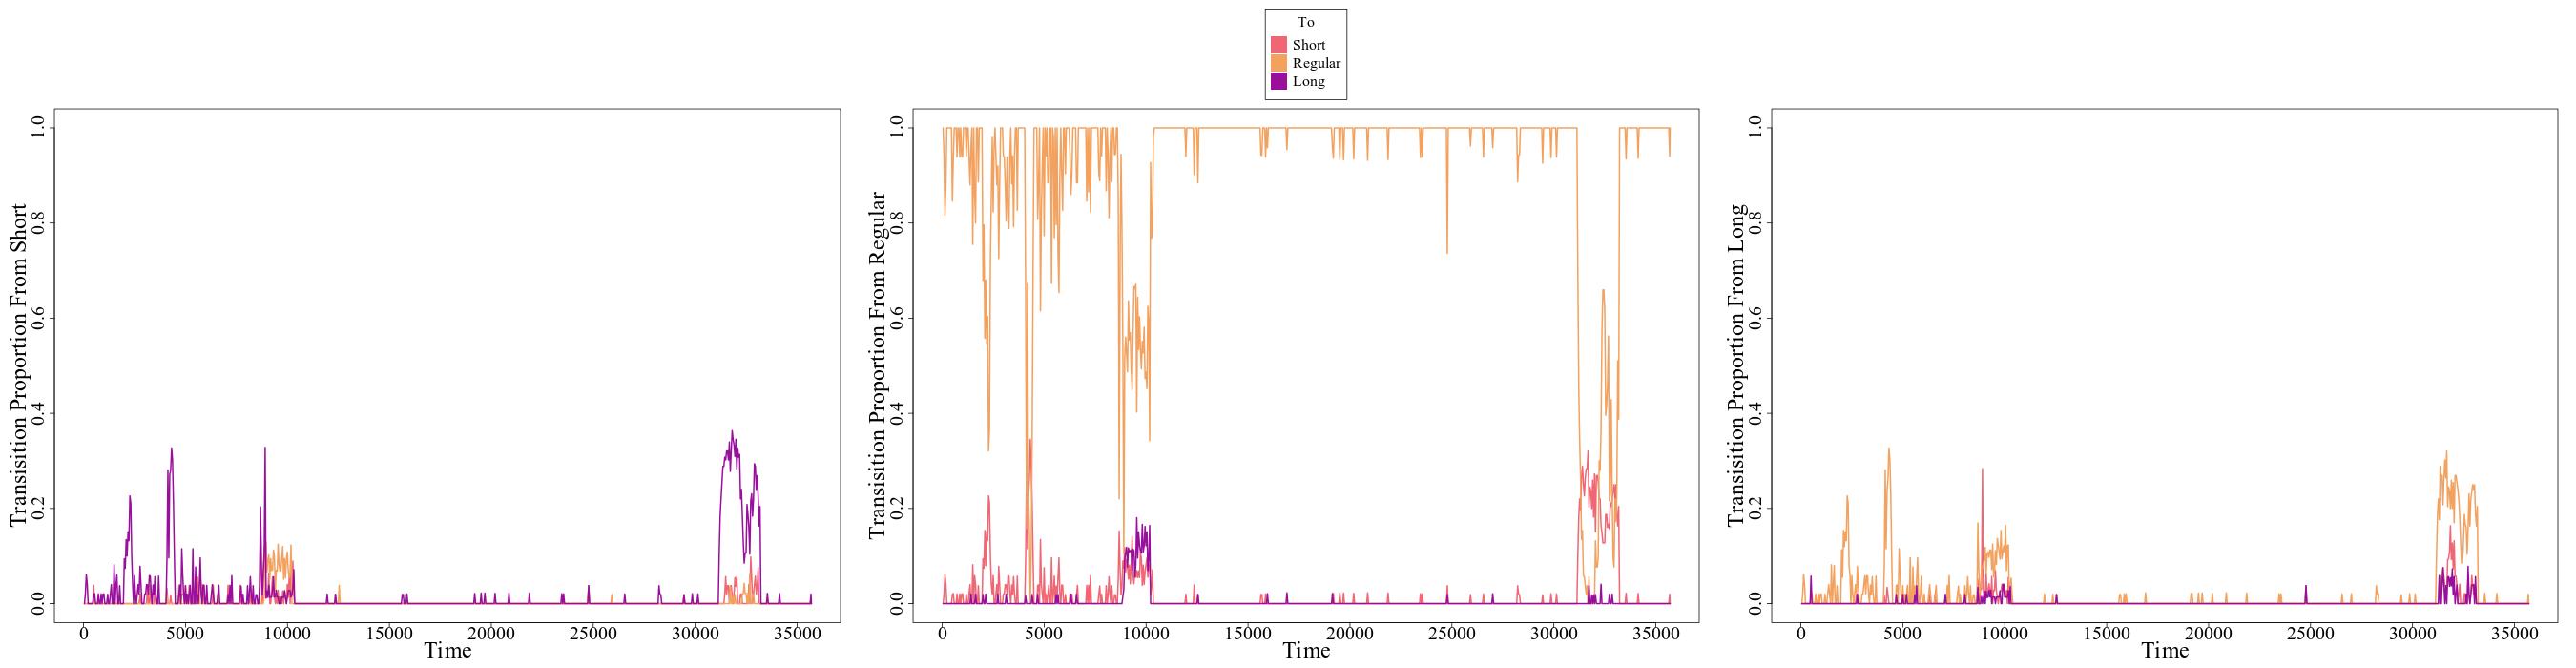 To
Short
Regular
Long
Transisition Proportion From Short
0.0 0.2 0.4 0.6 0.8 1.0
0 5000 10000 15000 20000 25000 30000 35000
Time
Transisition Proportion From Regular
0.0 0.2 0.4 0.6 0.8 1.0
0 5000 10000 15000 20000 25000 30000 35000
Time
Transisition Proportion From Long
0.0 0.2 0.4 0.6 0.8 1.0
0 5000 10000 15000 20000 25000 30000 35000
Time